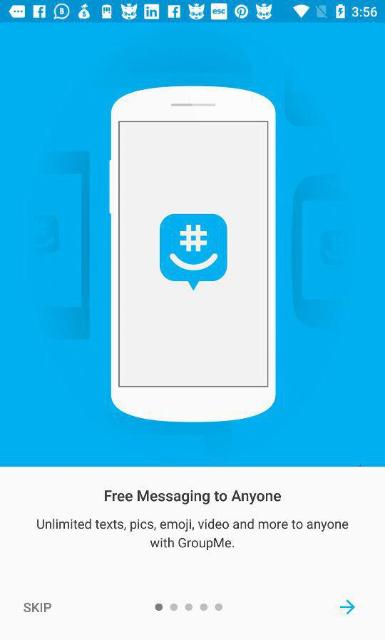 3:56
Free Messaging to Anyone
Unlimited texts, pics, emoji, video and more to anyone
with GroupMe.
SKIP